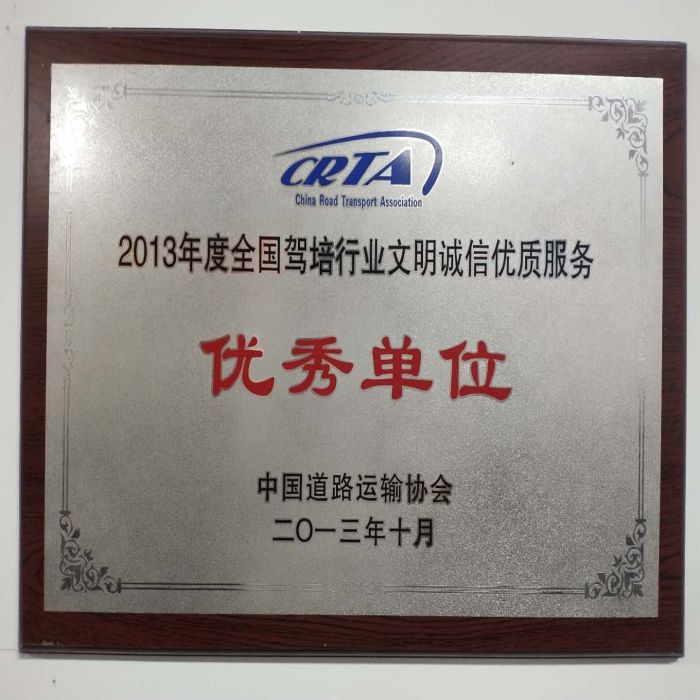 CRTA
China Road Transport Association
2013年度全国驾培行业文明诚信优质服务
优秀单位
中国道路运输协会
二〇一三年十月